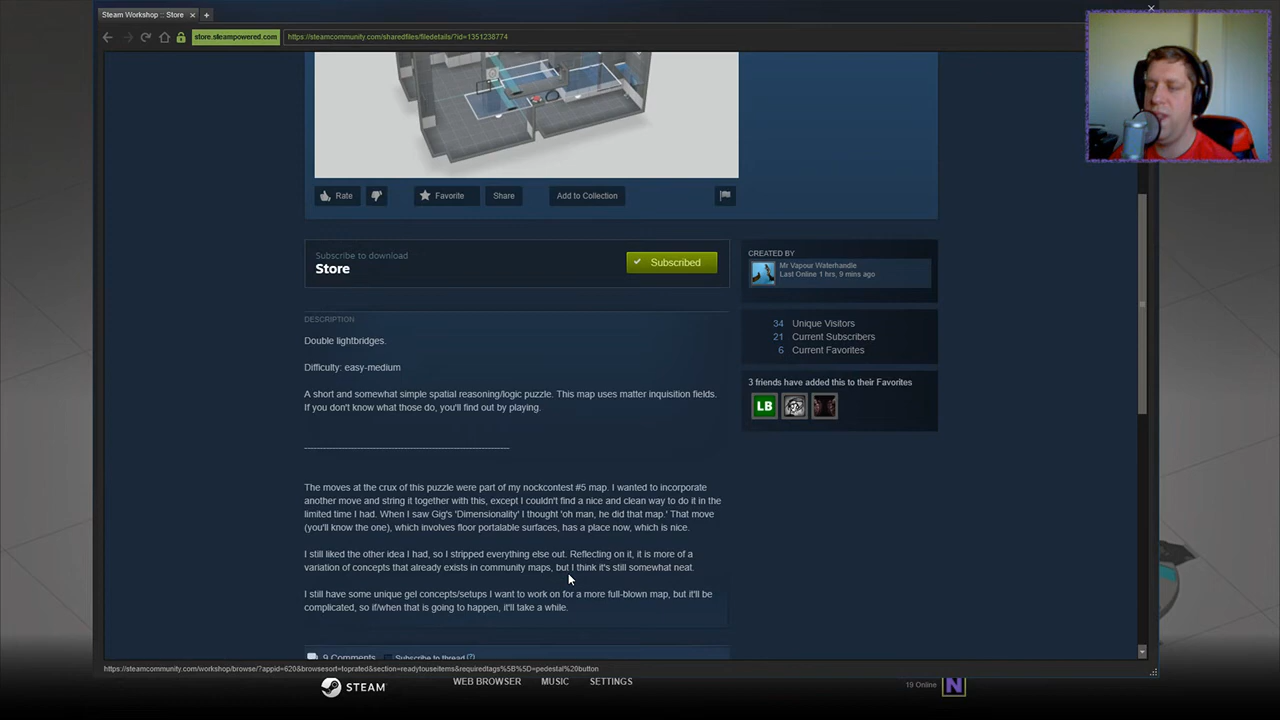 Steam Workshop :: Store
store.steampowered.com
https://steamcommunity.com/sharedfiles/filedetails/?id=1351238774
Rate
Favorite
Share
Add to Collection
Subscribe to download
Store
Subscribed
CREATED BY
Mr Vapour Waterhandle
Last Online 1 hrs, 9 mins ago
34 Unique Visitors
21 Current Subscribers
6 Current Favorites
3 friends have added this to their Favorites
LB
DESCRIPTION
Double lightbridges.
Difficulty: easy-medium
A short and somewhat simple spatial reasoning/logic puzzle. This map uses matter inquisition fields.
If you don't know what those do, you'll find out by playing.
The moves at the crux of this puzzle were part of my nockcontest #5 map. I wanted to incorporate
another move and string it together with this, except I couldn't find a nice and clean way to do it in the
limited time I had. When I saw Gig's 'Dimensionality' I thought 'oh man, he did that map.' That move
(you'll know the one), which involves floor portalable surfaces, has a place now, which is nice.
I still liked the other idea I had, so I stripped everything else out. Reflecting on it, it is more of a
variation of concepts that already exists in community maps, but I think it's still somewhat neat.
I still have some unique gel concepts/setups I want to work on for a more full-blown map, but it'll be
complicated, so if/when that is going to happen, it'll take a while.
9 Comments
Subscribe to thread (?)
https://steamcommunity.com/workshop/browse/?appid=620&browsesort=toprated&section=readytouseitems&requiredtags%5B%5D=pedestal%20button
STEAM
WEB BROWSER
MUSIC
SETTINGS
19 Online
N